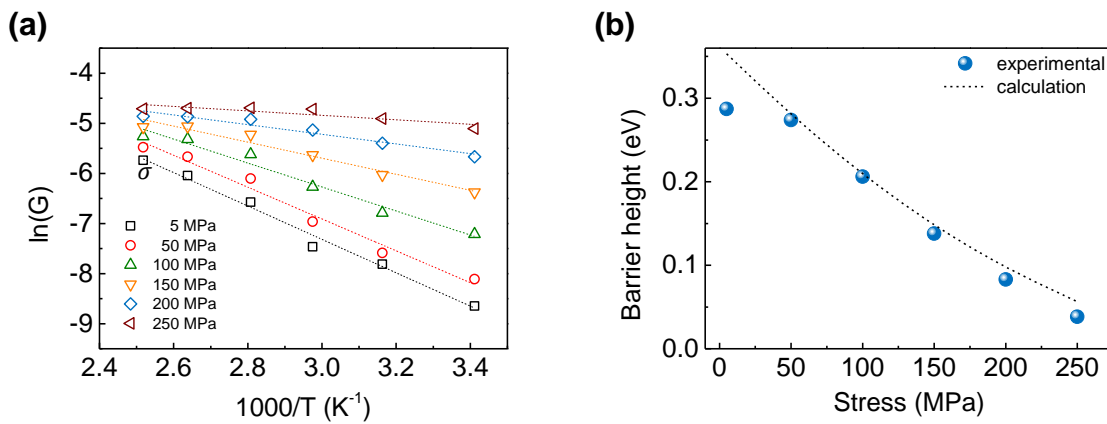 (a)
ln(G)
-4
-5
-6
-7
-8
-9
σ
5 MPa
50 MPa
100 MPa
150 MPa
200 MPa
250 MPa
2.4 2.6 2.8 3.0 3.2 3.4
1000/T (K⁻¹)
(b)
Barrier height (eV)
0.3
0.2
0.1
0.0
experimental
calculation
0 50 100 150 200 250
Stress (MPa)